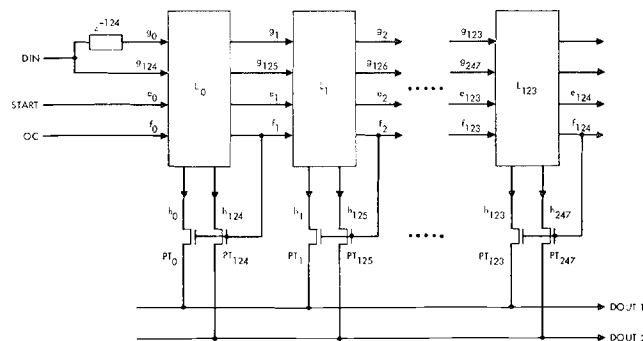 z^-124 g0 g1 g2 g123
DIN
g124 g125 g126 g247
L0 L1 L123
START e0 e1 e2 e123 e124
OC f0 f1 f2 f123 f124
h0 h124 h1 h125 h123 h247
PT0 PT124 PT1 PT125 PT123 PT247
DOUT 1
DOUT 2